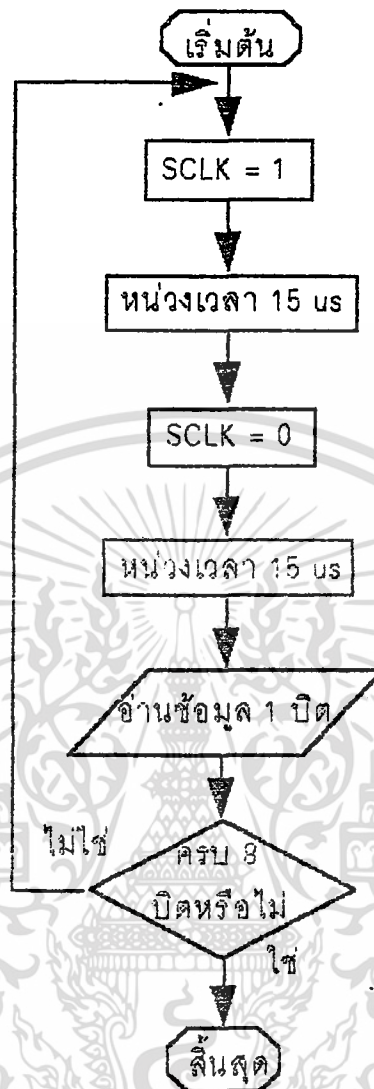 เริ่มต้น
SCLK = 1
หน่วงเวลา 15 us
SCLK = 0
หน่วงเวลา 15 us
อ่านข้อมูล 1 บิต
ไม่ใช่
ครบ 8
บิตหรือไม่
ใช่
สิ้นสุด